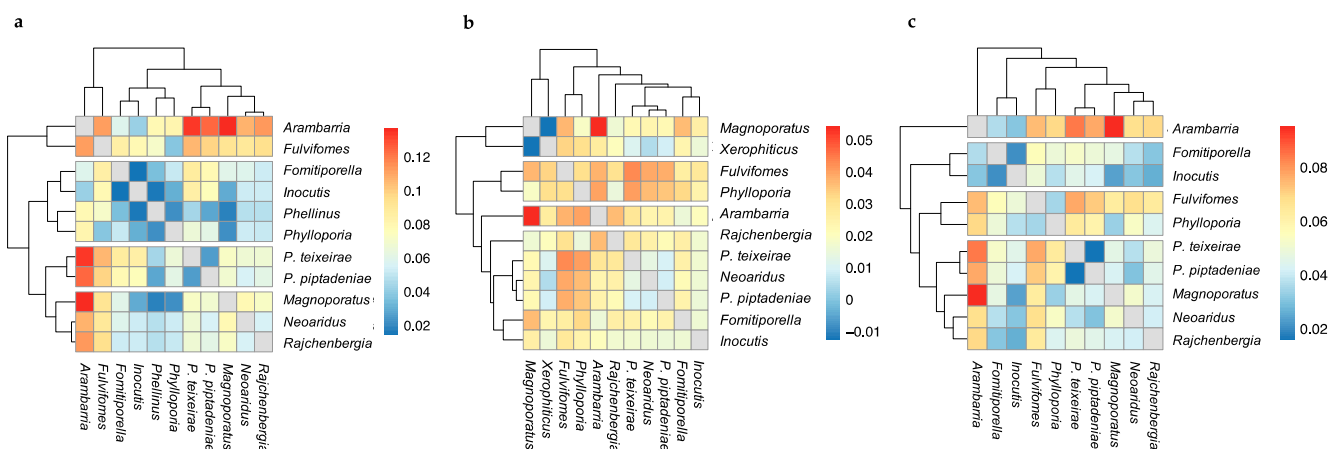 a
Arambarria
Fulvifomes
Fomitiporella
Inocutis
Phellinus
Phylloporia
P. teixeirae
P. piptadeniae
Magnoporatus
Neoaridus
Rajchenbergia
0.12
0.10
0.08
0.06
0.04
0.02
Arambarria
Fulvifomes
Fomitiporella
Inocutis
Phellinus
Phylloporia
P. teixeirae
P. piptadeniae
Magnoporatus
Neoaridus
Rajchenbergia
b
Magnoporatus
Xerophiticus
Fulvifomes
Phylloporia
Arambarria
Rajchenbergia
P. teixeirae
Neoaridus
P. piptadeniae
Fomitiporella
Inocutis
0.05
0.04
0.03
0.02
0.01
0
−0.01
Magnoporatus
Xerophiticus
Fulvifomes
Phylloporia
Arambarria
Rajchenbergia
P. teixeirae
Neoaridus
P. piptadeniae
Fomitiporella
Inocutis
c
Arambarria
Fomitiporella
Inocutis
Fulvifomes
Phylloporia
P. teixeirae
P. piptadeniae
Magnoporatus
Neoaridus
Rajchenbergia
0.08
0.06
0.04
0.02
Arambarria
Fomitiporella
Inocutis
Fulvifomes
Phylloporia
P. teixeirae
P. piptadeniae
Magnoporatus
Neoaridus
Rajchenbergia